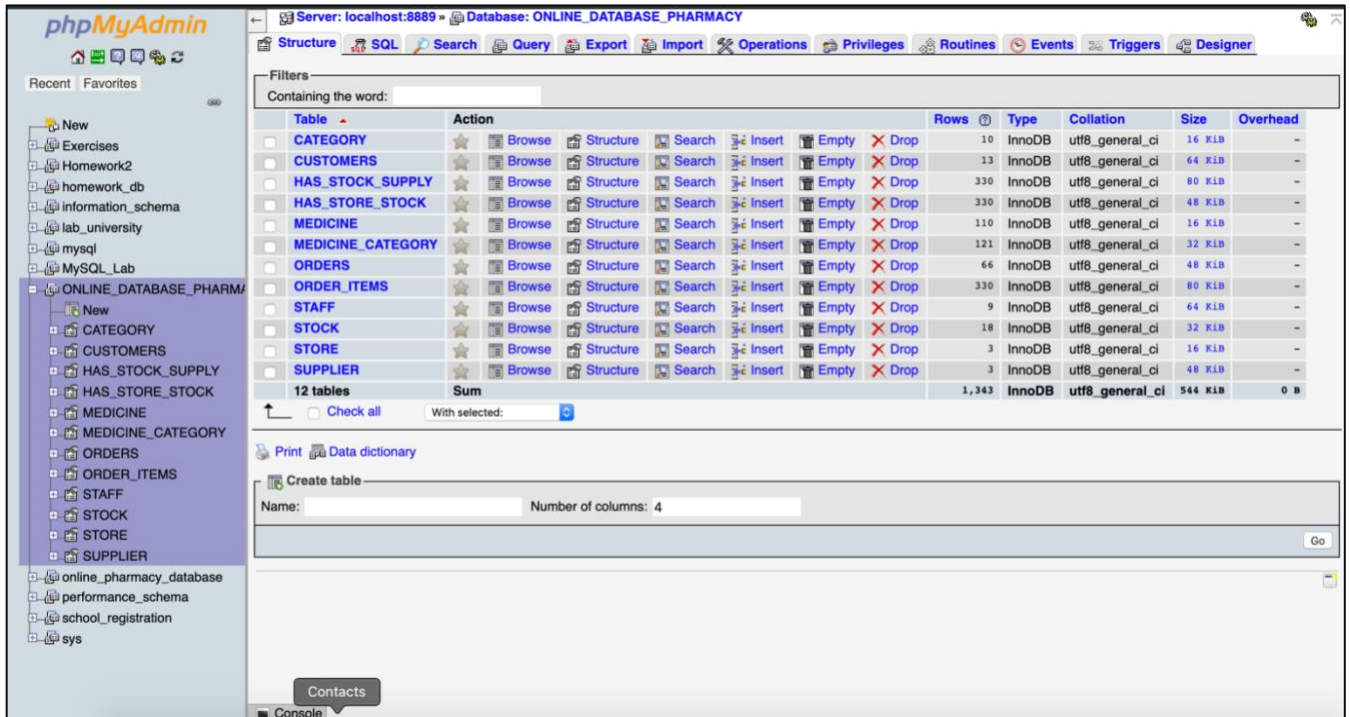 phpMyAdmin
Recent Favorites
New
Exercises
Homework2
homework_db
information_schema
lab_university
mysql
MySQL_Lab
ONLINE_DATABASE_PHARMA
New
CATEGORY
CUSTOMERS
HAS_STOCK_SUPPLY
HAS_STORE_STOCK
MEDICINE
MEDICINE_CATEGORY
ORDERS
ORDER_ITEMS
STAFF
STOCK
STORE
SUPPLIER
online_pharmacy_database
performance_schema
school_registration
sys
Server: localhost:8889 » Database: ONLINE_DATABASE_PHARMACY
Structure SQL Search Query Export Import Operations Privileges Routines Events Triggers Designer
Filters
Containing the word:
Table Action Rows Type Collation Size Overhead
CATEGORY Browse Structure Search Insert Empty Drop 10 InnoDB utf8_general_ci 16 KiB -
CUSTOMERS Browse Structure Search Insert Empty Drop 13 InnoDB utf8_general_ci 64 KiB -
HAS_STOCK_SUPPLY Browse Structure Search Insert Empty Drop 330 InnoDB utf8_general_ci 80 KiB -
HAS_STORE_STOCK Browse Structure Search Insert Empty Drop 330 InnoDB utf8_general_ci 48 KiB -
MEDICINE Browse Structure Search Insert Empty Drop 110 InnoDB utf8_general_ci 16 KiB -
MEDICINE_CATEGORY Browse Structure Search Insert Empty Drop 121 InnoDB utf8_general_ci 32 KiB -
ORDERS Browse Structure Search Insert Empty Drop 66 InnoDB utf8_general_ci 48 KiB -
ORDER_ITEMS Browse Structure Search Insert Empty Drop 330 InnoDB utf8_general_ci 80 KiB -
STAFF Browse Structure Search Insert Empty Drop 9 InnoDB utf8_general_ci 64 KiB -
STOCK Browse Structure Search Insert Empty Drop 18 InnoDB utf8_general_ci 32 KiB -
STORE Browse Structure Search Insert Empty Drop 3 InnoDB utf8_general_ci 16 KiB -
SUPPLIER Browse Structure Search Insert Empty Drop 3 InnoDB utf8_general_ci 48 KiB -
12 tables Sum 1,343 InnoDB utf8_general_ci 544 KiB 0 B
Check all With selected:
Print Data dictionary
Create table
Name: Number of columns: 4
Go
Contacts
Console